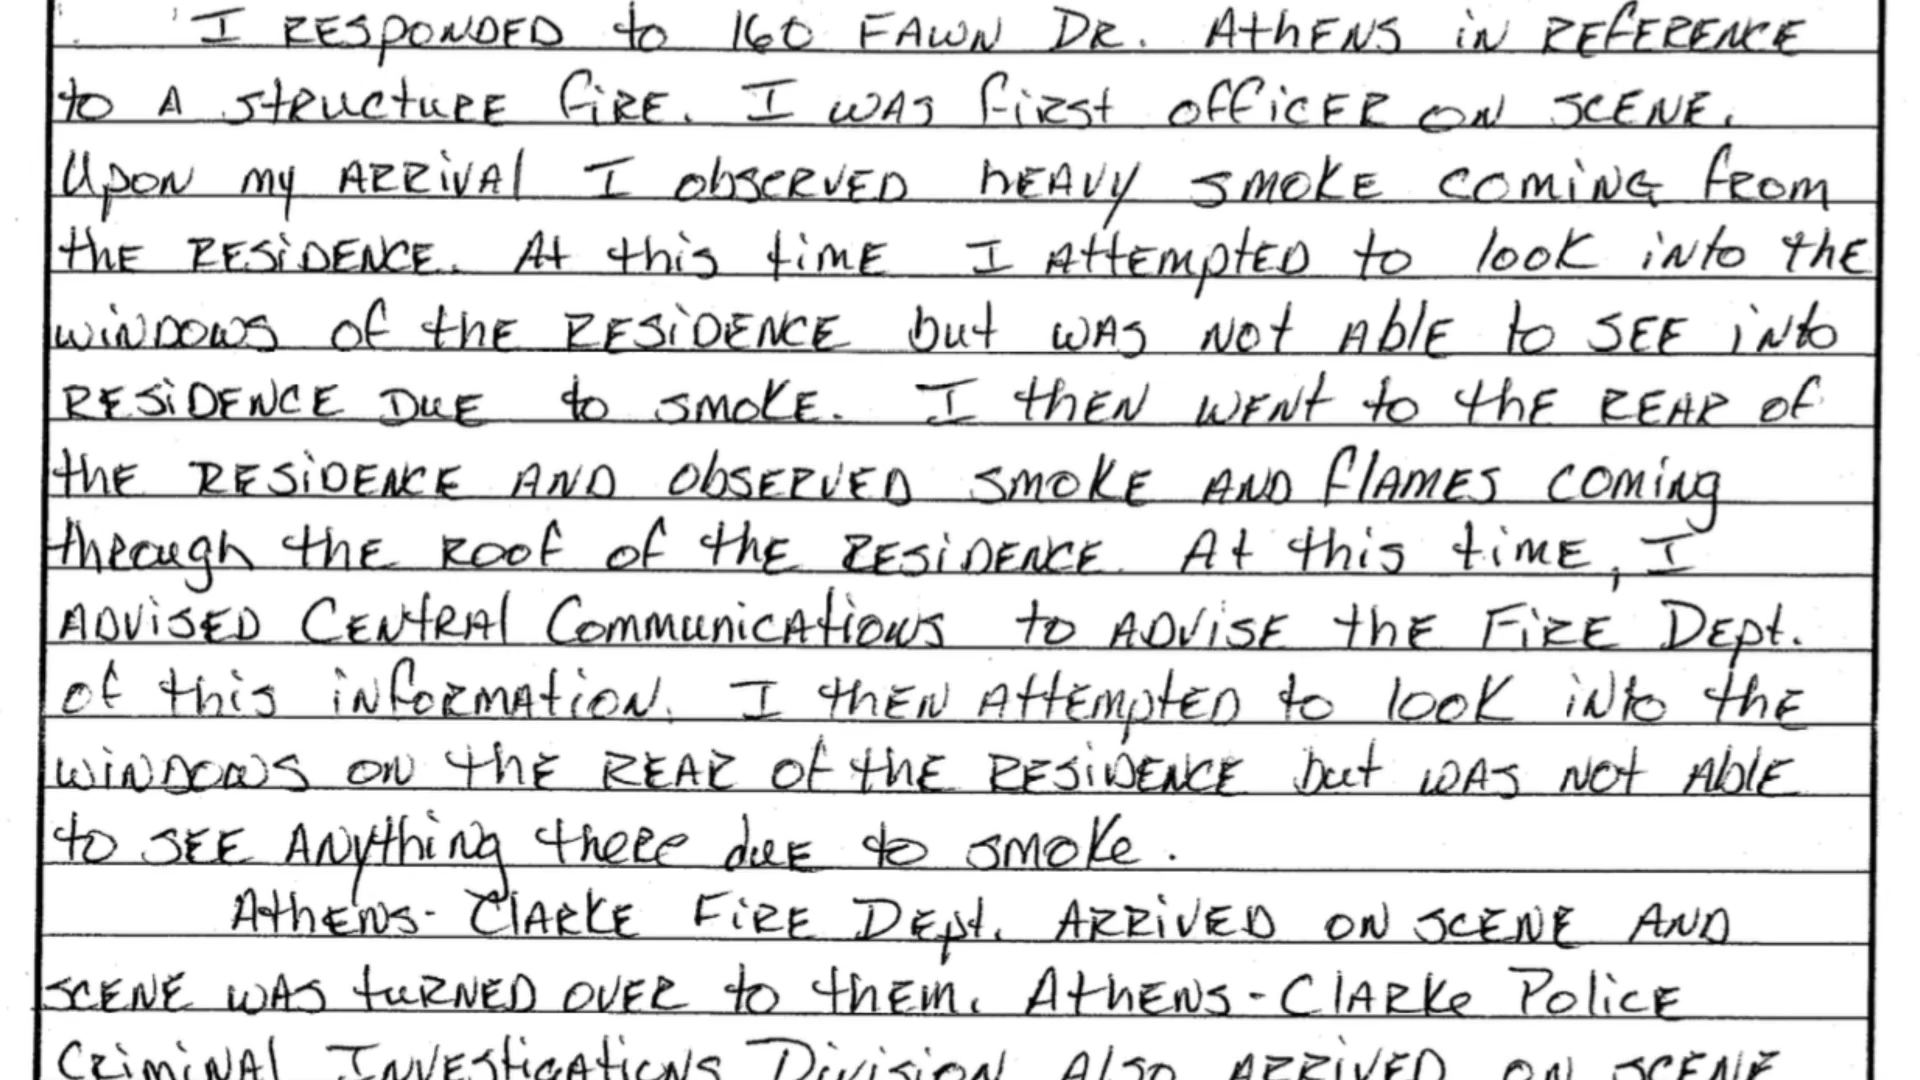 I RESPONDED to 160 FAWN DR. AthENS iN REfERENCE
to A structuRE fiRE. I WAS first officER ON SCENE.
Upon my ARRiVAl I obsERVED hEAVY SMOKE COMiNG fROM
thE RESiDENCE. At this timE I AttEmptED to look iNto thE
WiNDOWS of thE RESiDENCE but WAS Not AblE to SEE iNto
RESiDENCE DUE to SMOKE. I thEN WENt to thE REAR of
thE RESiDENCE AND obsERVED SMOKE AND flAMES COMiNg
through thE ROOf of thE RESiDENCE. At this timE, I
ADVISED CENtRAl CommunicAtioNs to ADVISE thE FiRE DEpt.
of this iNfoRMAtioN. I thEN AttEmptED to look iNto thE
WiNDOWS ON thE REAR of thE RESiDENCE but WAS NOt AblE
to SEE ANything theRe duE to SMOKe.
AthENS-ClARKE FiRE DEpt. ARRiVED ON SCENE AND
SCENE WAS tuRNED OVER to thEm. AthENS-ClARKe PoliCE
CRiMiNAl INVEStigAtioNS DiVision Also ARRiVED ON SCENE